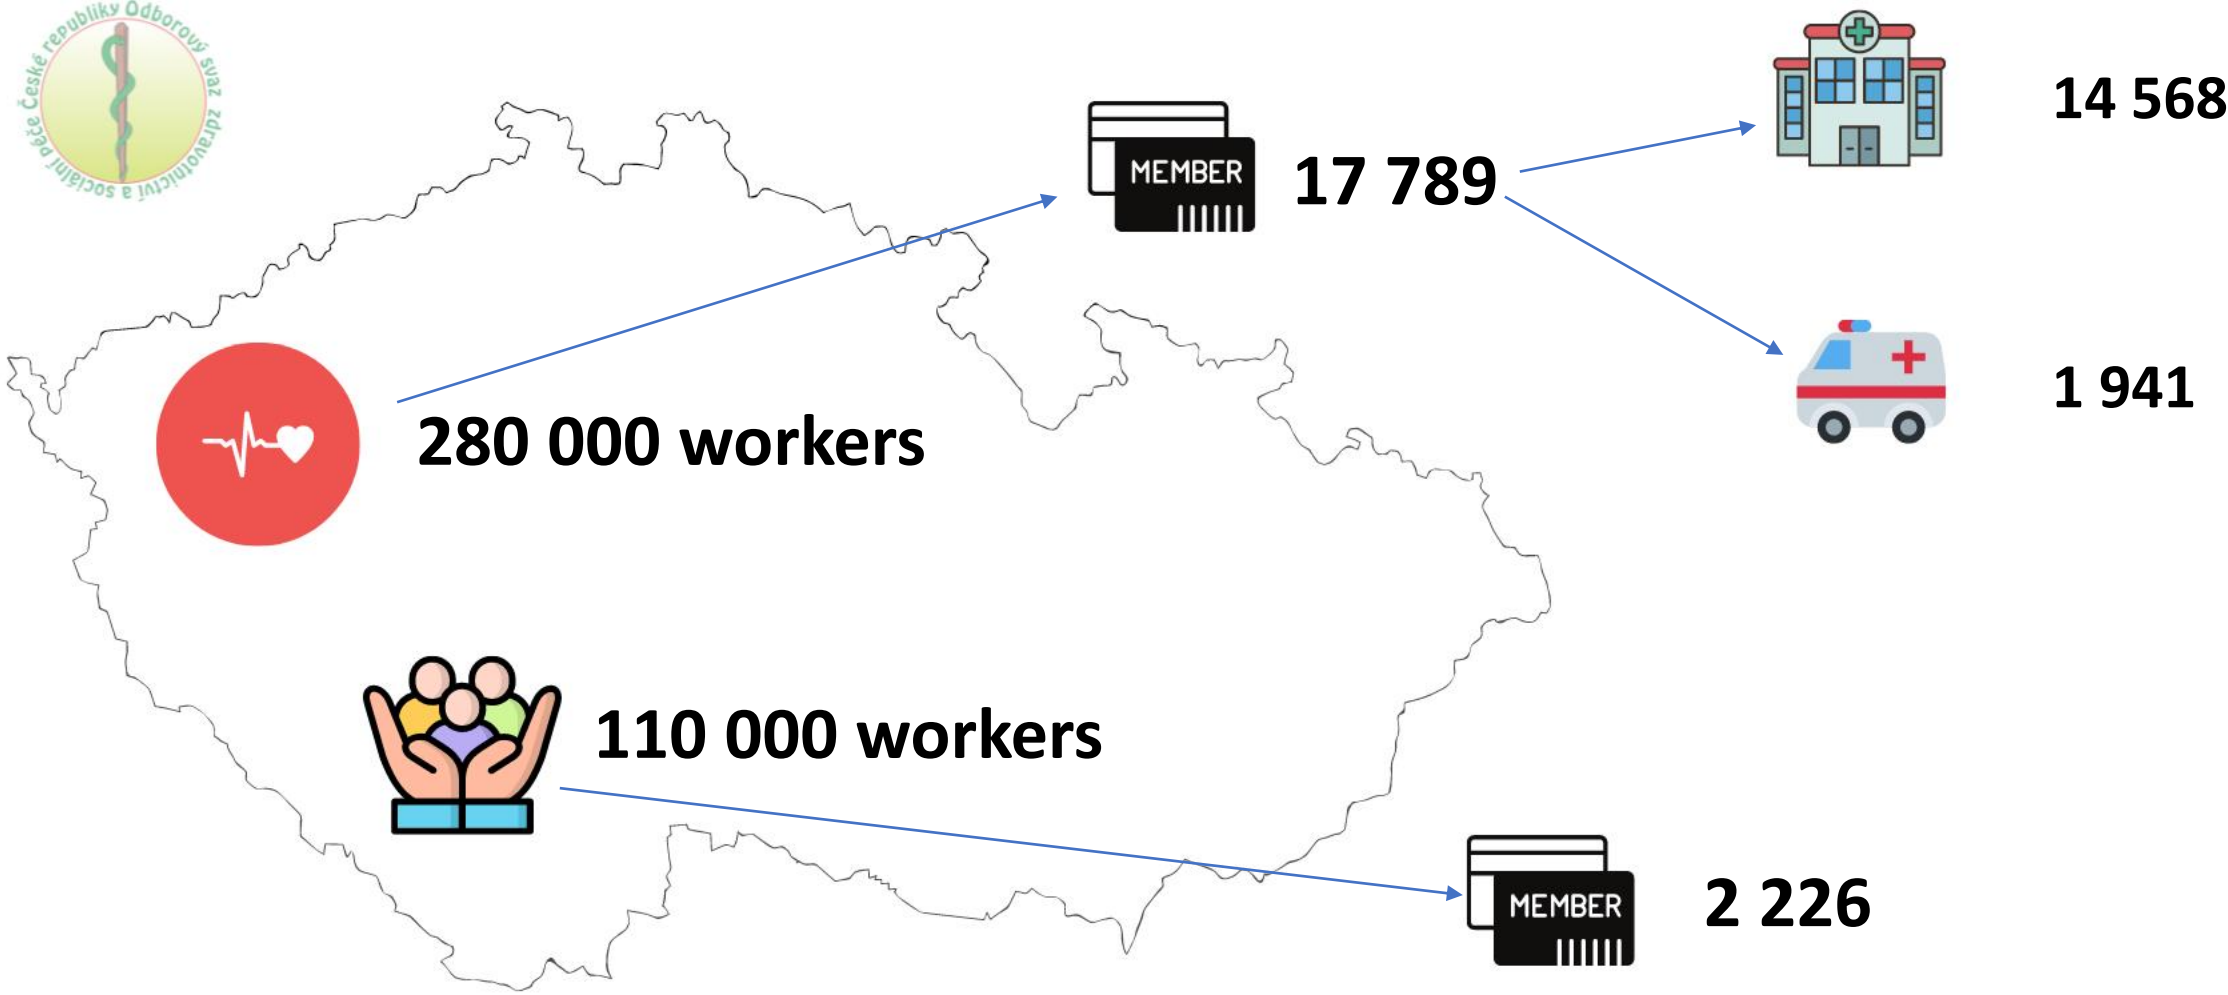 Odborový svaz zdravotnictví a sociální péče České republiky
14 568
MEMBER
17 789
1 941
280 000 workers
110 000 workers
MEMBER
2 226